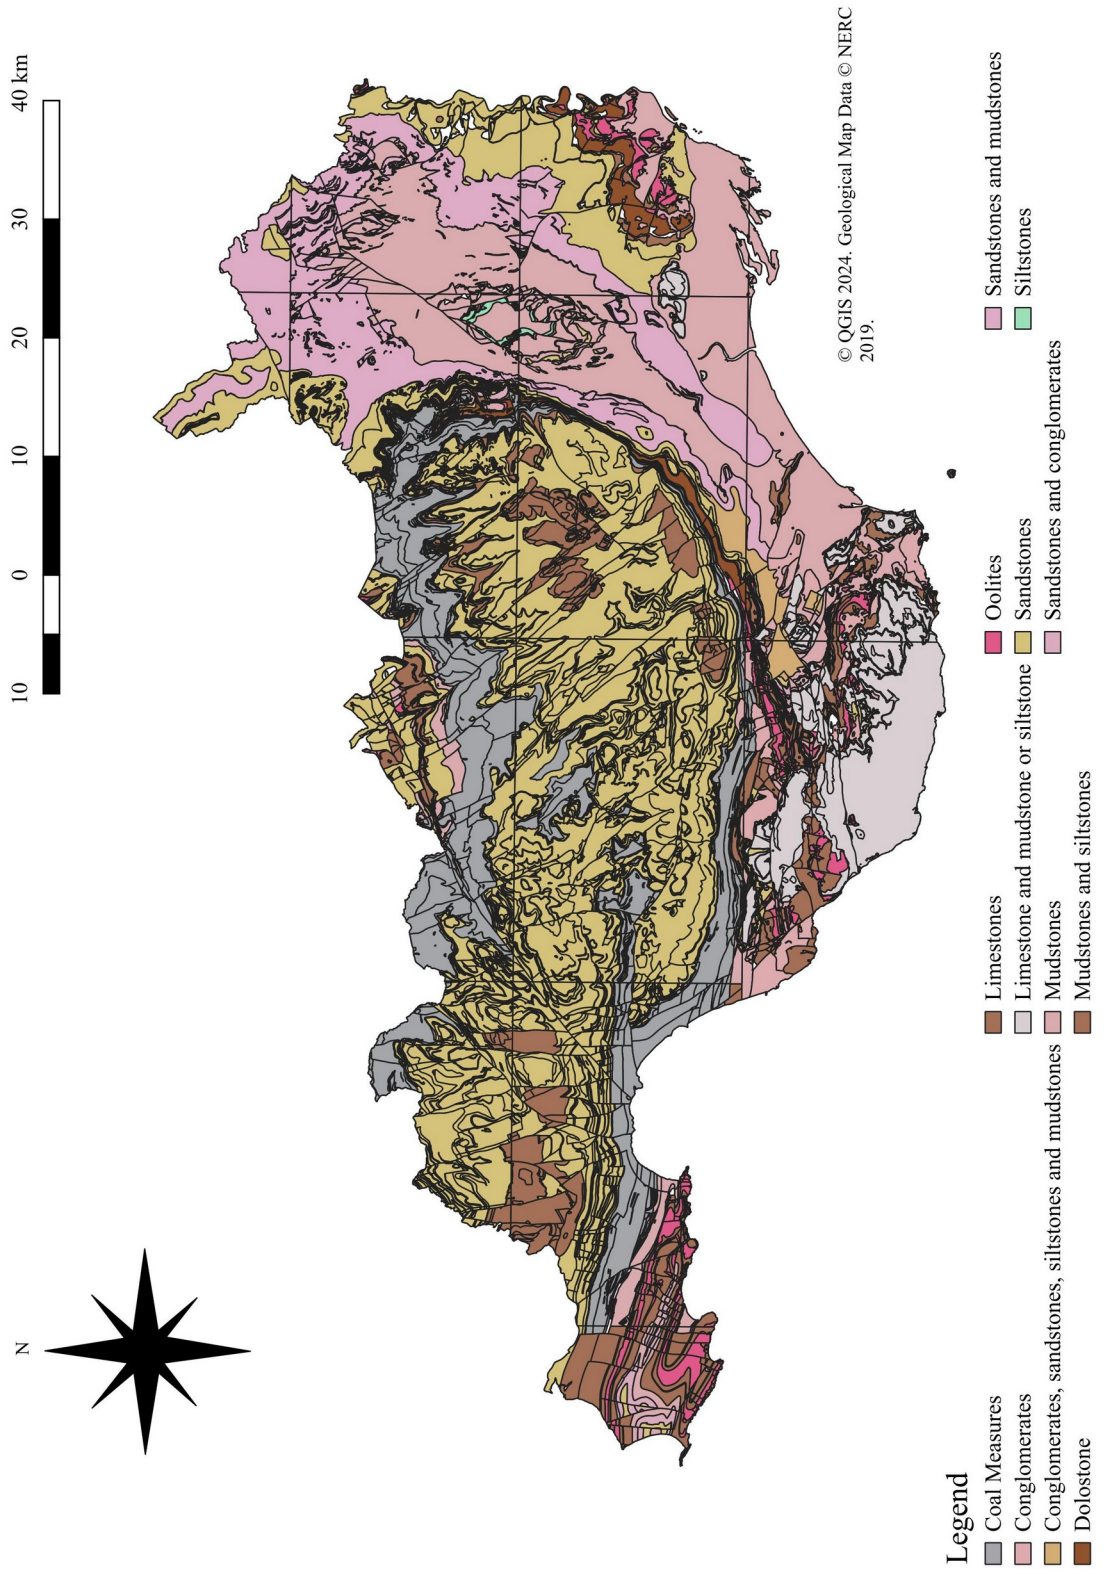 N
10 0 10 20 30 40 km
© QGIS 2024. Geological Map Data © NERC
2019.
Legend
Coal Measures
Conglomerates
Conglomerates, sandstones, siltstones and mudstones
Dolostone
Limestones
Limestone and mudstone or siltstone
Mudstones
Mudstones and siltstones
Oolites
Sandstones
Sandstones and conglomerates
Sandstones and mudstones
Siltstones